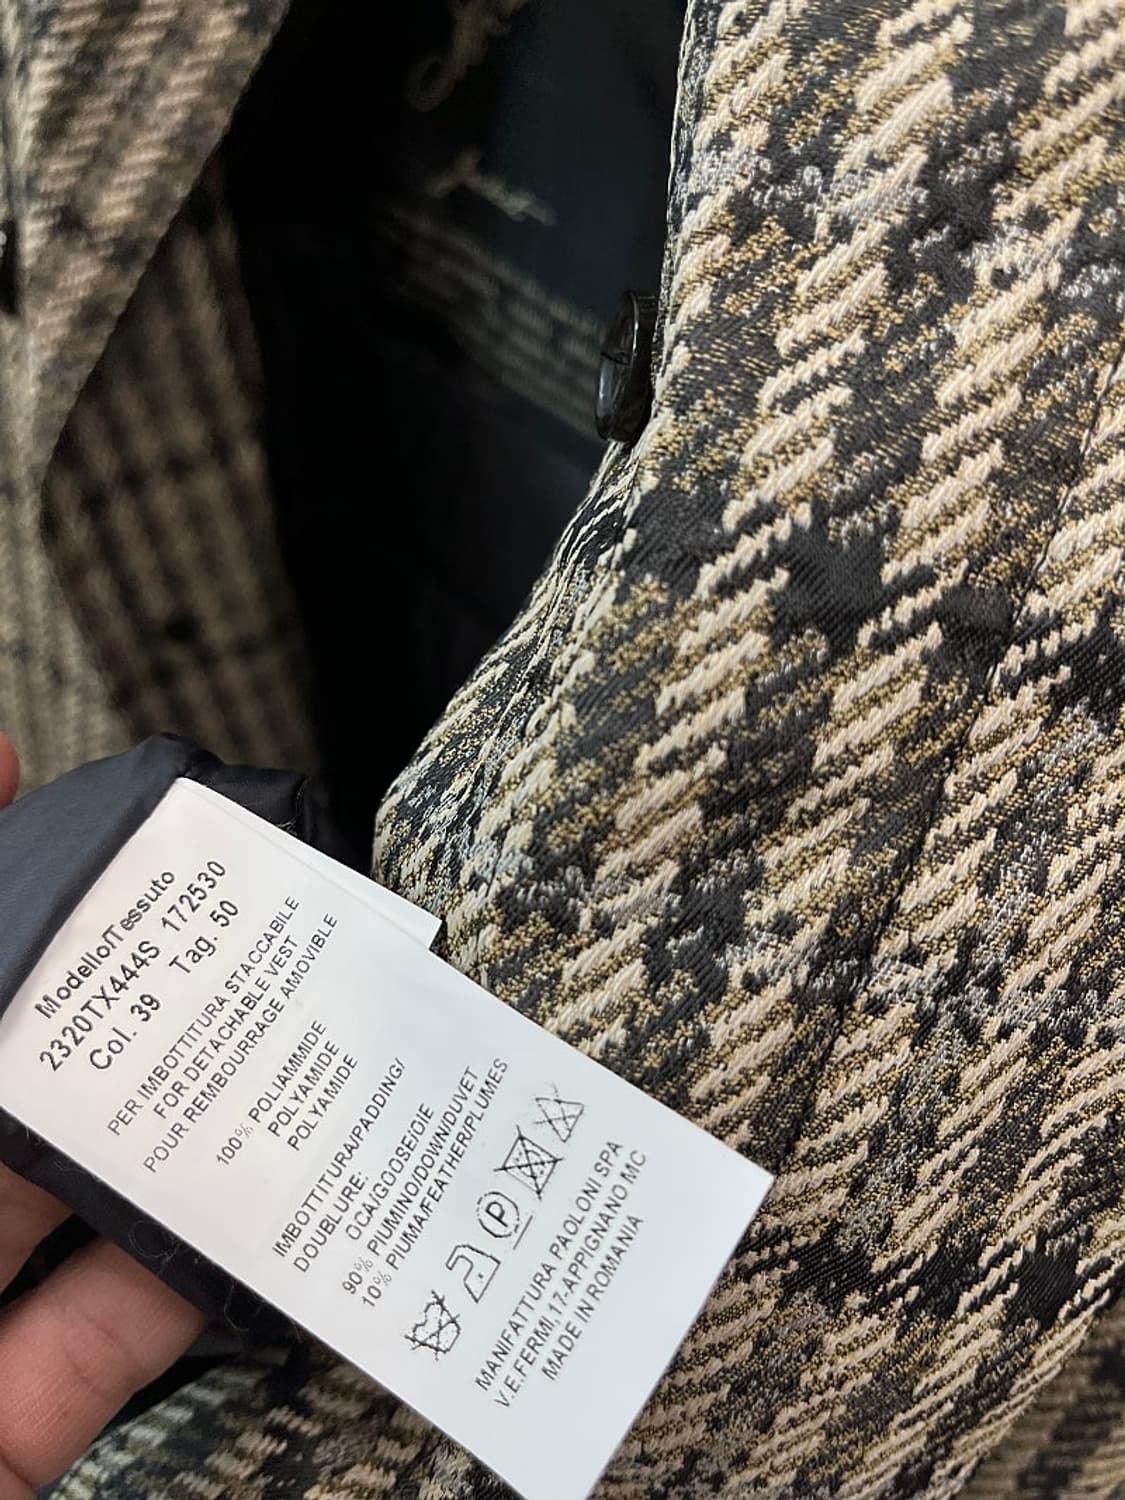 Modello/Tessuto
2320TX444S 172530
Col. 39 Tag. 50
PER IMBOTTITURA STACCABILE
FOR DETACHABLE VEST
POUR REMBOURRAGE AMOVIBLE
100% POLIAMMIDE
POLYAMIDE
POLYAMIDE
IMBOTTITURA/PADDING/
DOUBLURE:
OCA/GOOSE/OIE
90% PIUMINO/DOWN/DUVET
10% PIUMA/FEATHER/PLUMES
P
MANIFATTURA PAOLONI SPA
V.E.FERMI,17-APPIGNANO MC
MADE IN ROMANIA